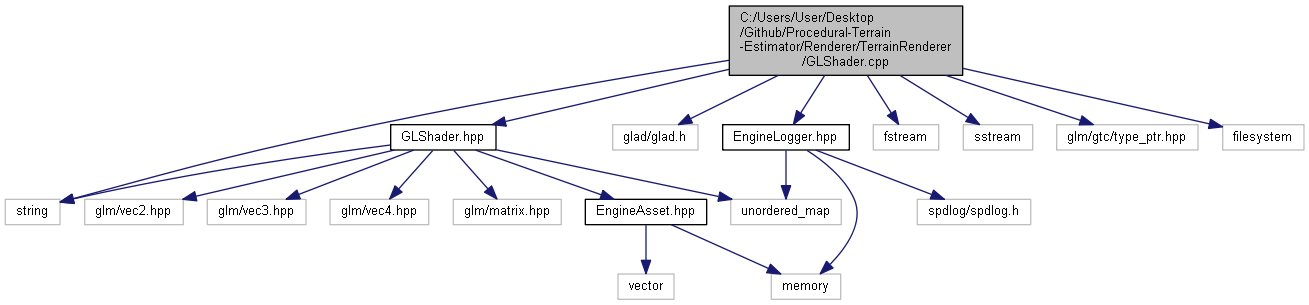 C:/Users/User/Desktop
/Github/Procedural-Terrain
-Estimator/Renderer/TerrainRenderer
/GLShader.cpp
GLShader.hpp
glad/glad.h
EngineLogger.hpp
fstream
sstream
glm/gtc/type_ptr.hpp
filesystem
string
glm/vec2.hpp
glm/vec3.hpp
glm/vec4.hpp
glm/matrix.hpp
EngineAsset.hpp
unordered_map
spdlog/spdlog.h
vector
memory